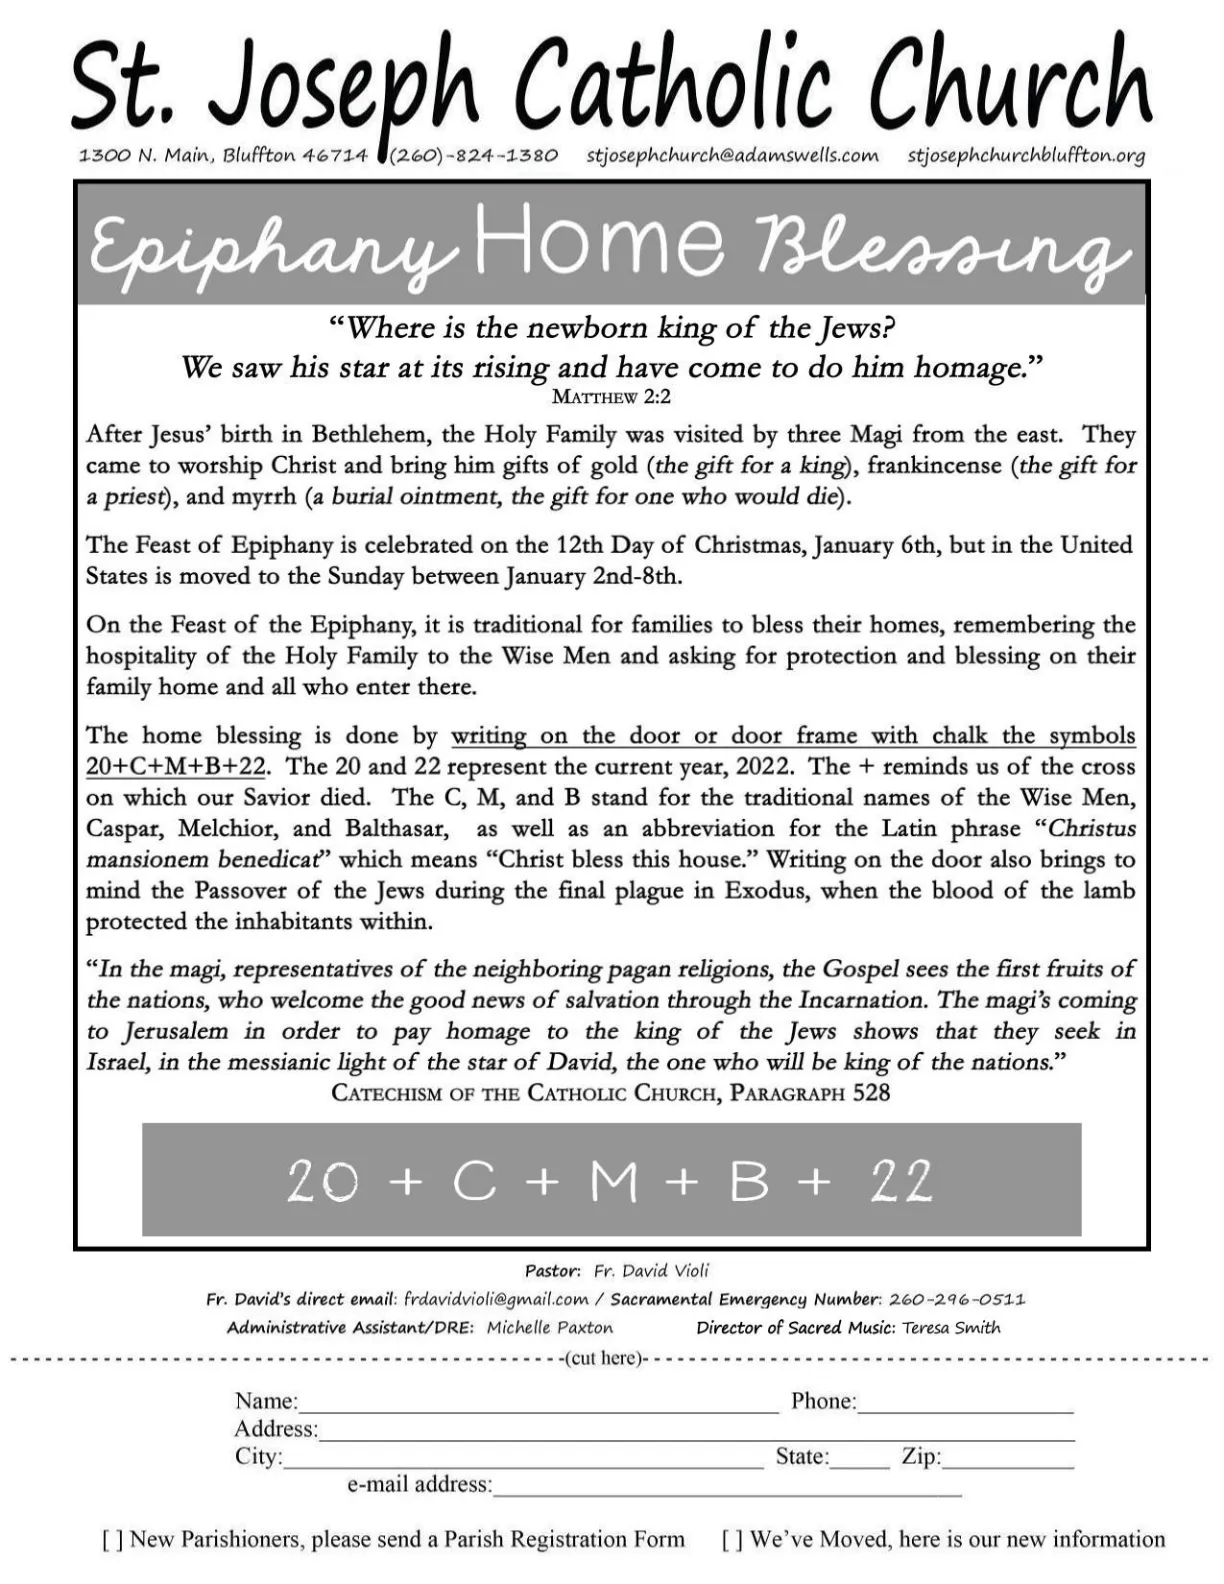 St. Joseph Catholic Church
1300 N. Main, Bluffton 46714 (260)-824-1380 stjosephchurch@adamswells.com stjosephchurchbluffton.org
Epiphany Home Blessing
“Where is the newborn king of the Jews?
We saw his star at its rising and have come to do him homage.”
MATTHEW 2:2
After Jesus’ birth in Bethlehem, the Holy Family was visited by three Magi from the east. They
came to worship Christ and bring him gifts of gold (the gift for a king), frankincense (the gift for
a priest), and myrrh (a burial ointment, the gift for one who would die).
The Feast of Epiphany is celebrated on the 12th Day of Christmas, January 6th, but in the United
States is moved to the Sunday between January 2nd-8th.
On the Feast of the Epiphany, it is traditional for families to bless their homes, remembering the
hospitality of the Holy Family to the Wise Men and asking for protection and blessing on their
family home and all who enter there.
The home blessing is done by writing on the door or door frame with chalk the symbols
20+C+M+B+22. The 20 and 22 represent the current year, 2022. The + reminds us of the cross
on which our Savior died. The C, M, and B stand for the traditional names of the Wise Men,
Caspar, Melchior, and Balthasar, as well as an abbreviation for the Latin phrase “Christus
mansionem benedicat” which means “Christ bless this house.” Writing on the door also brings to
mind the Passover of the Jews during the final plague in Exodus, when the blood of the lamb
protected the inhabitants within.
“In the magi, representatives of the neighboring pagan religions, the Gospel sees the first fruits of
the nations, who welcome the good news of salvation through the Incarnation. The magi’s coming
to Jerusalem in order to pay homage to the king of the Jews shows that they seek in
Israel, in the messianic light of the star of David, the one who will be king of the nations.”
CATECHISM OF THE CATHOLIC CHURCH, PARAGRAPH 528
20 + C + M + B + 22
Pastor: Fr. David Violi
Fr. David’s direct email: frdavidvioli@gmail.com / Sacramental Emergency Number: 260-296-0511
Administrative Assistant/DRE: Michelle Paxton Director of Sacred Music: Teresa Smith
(cut here)
Name: Phone:
Address:
City: State: Zip:
e-mail address:
[ ] New Parishioners, please send a Parish Registration Form [ ] We’ve Moved, here is our new information